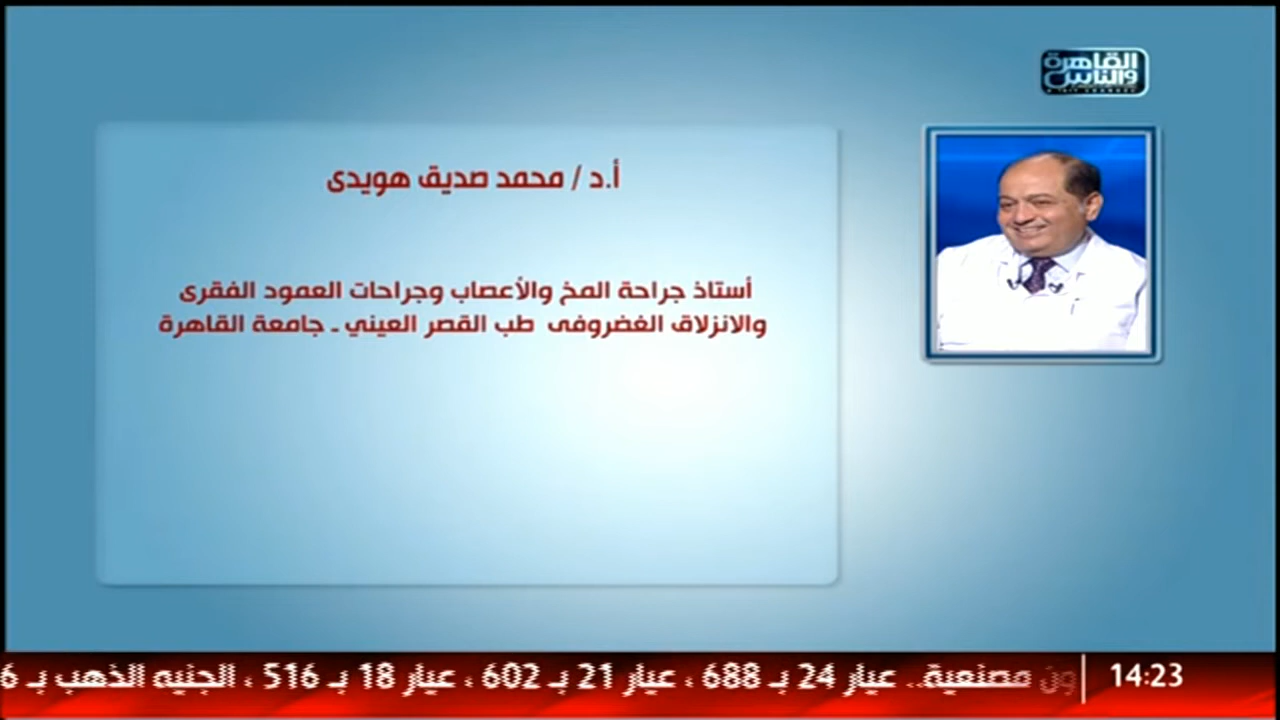 القاهرة
والناس
أ.د / محمد صديق هويدى
أستاذ جراحة المخ والأعصاب وجراحات العمود الفقرى
والانزلاق الغضروفى طب القصر العيني - جامعة القاهرة
14:23
مصنعية.. عيار 24 بـ 688 ، عيار 21 بـ 602 ، عيار 18 بـ 516 ، الجنيه الذهب بـ